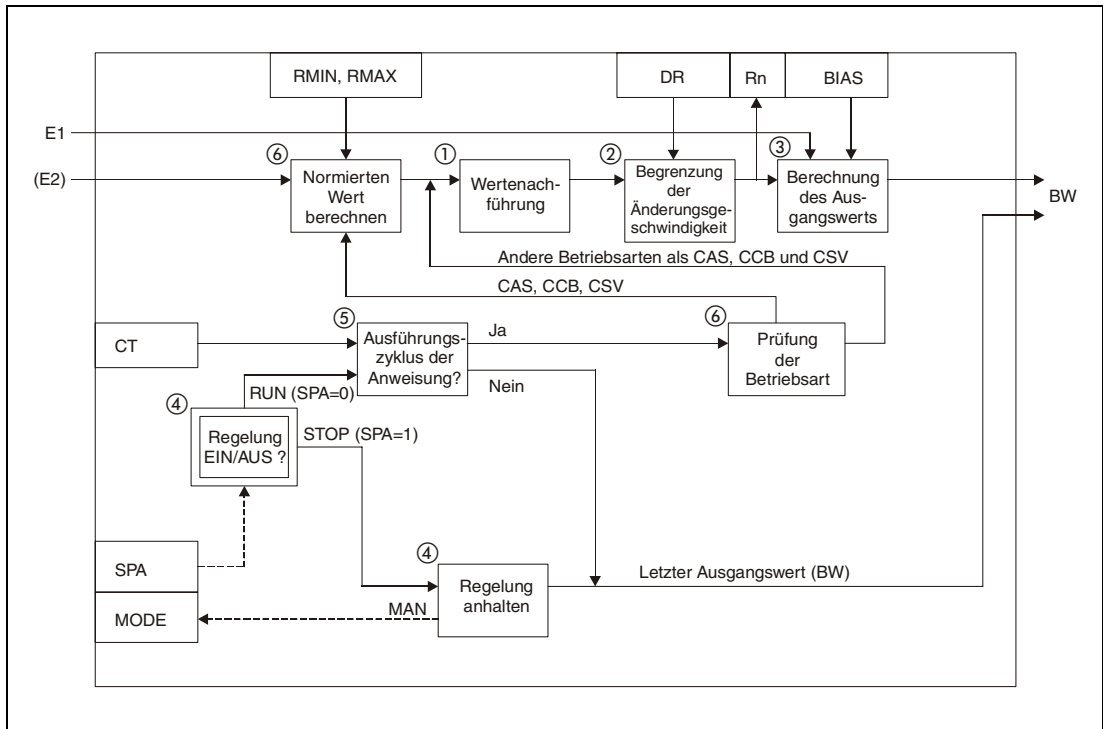 RMIN, RMAX
DR
Rn
BIAS
E1
(E2)
⑥
Normierten
Wert
berechnen
①
Wertenach-
führung
②
Begrenzung
der
Änderungsge-
schwindigkeit
③
Berechnung
des Aus-
gangswerts
BW
Andere Betriebsarten als CAS, CCB und CSV
CAS, CCB, CSV
CT
⑤
Ausführungs-
zyklus der
Anweisung?
Ja
Nein
⑥
Prüfung
der
Betriebsart
RUN (SPA=0)
④
Regelung
EIN/AUS ?
STOP (SPA=1)
SPA
MODE
MAN
④
Regelung
anhalten
Letzter Ausgangswert (BW)